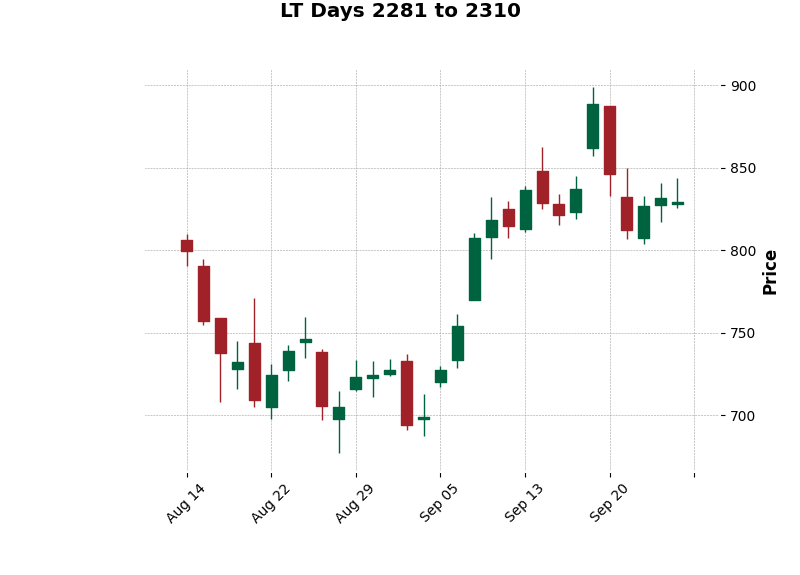 LT Days 2281 to 2310
900
850
800
750
700
Price
Aug 14
Aug 22
Aug 29
Sep 05
Sep 13
Sep 20